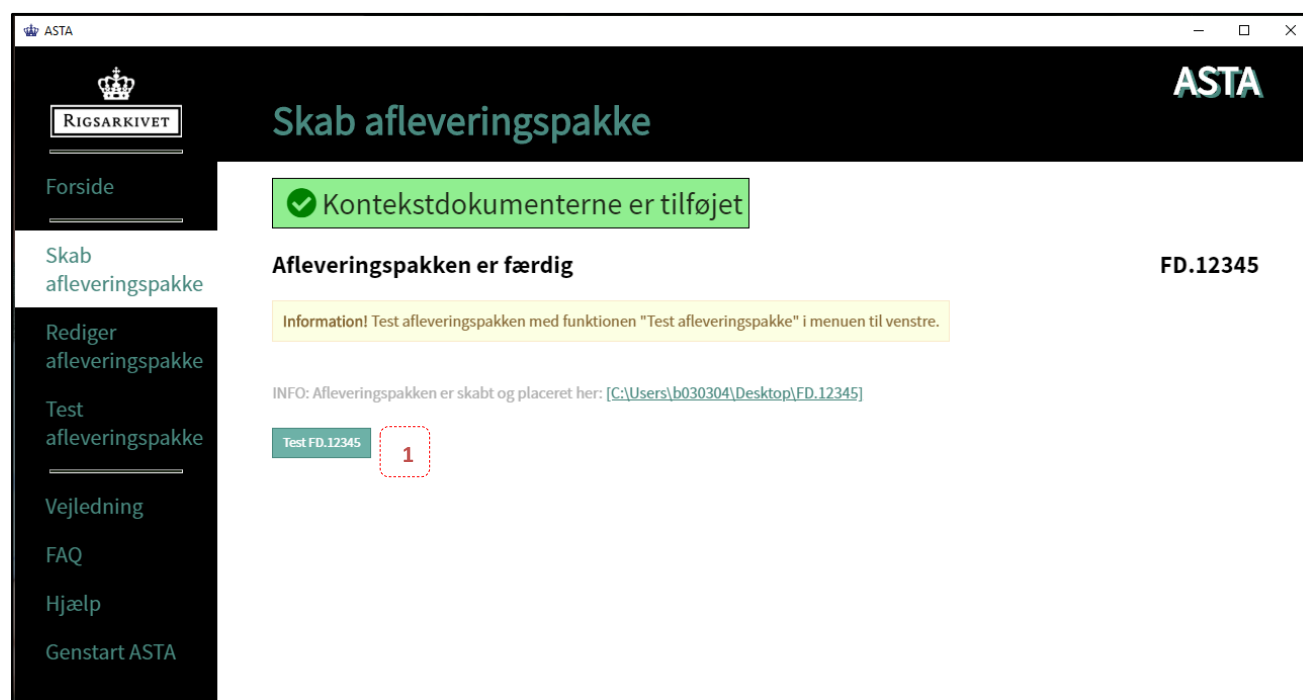 ASTA
RIGSARKIVET
Skab afleveringspakke
ASTA
Forside
Skab
afleveringspakke
Rediger
afleveringspakke
Test
afleveringspakke
Vejledning
FAQ
Hjælp
Genstart ASTA
Kontekstdokumenterne er tilføjet
Afleveringspakken er færdig
FD.12345
Information! Test afleveringspakken med funktionen "Test afleveringspakke" i menuen til venstre.
INFO: Afleveringspakken er skabt og placeret her: [C:\Users\b030304\Desktop\FD.12345]
Test FD.12345
1